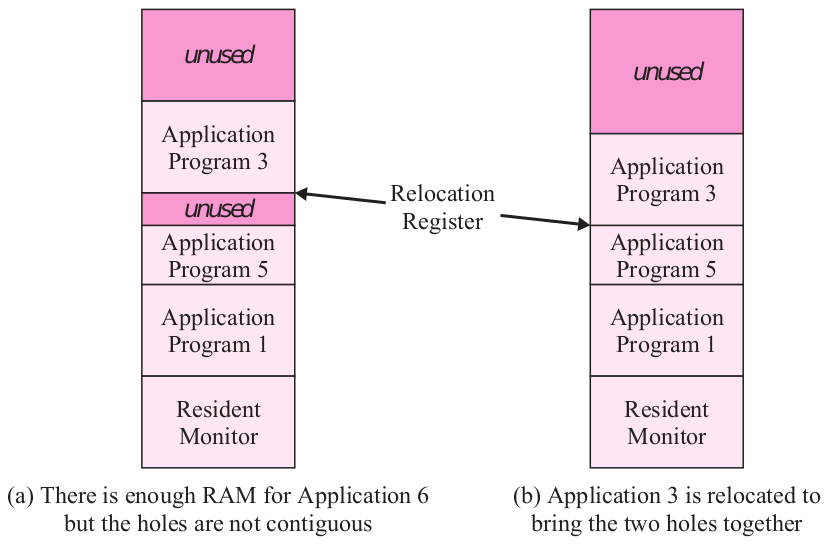 unused
Application
Program 3
unused
Application
Program 5
Application
Program 1
Resident
Monitor
(a) There is enough RAM for Application 6
but the holes are not contiguous
Relocation
Register
unused
Application
Program 3
Application
Program 5
Application
Program 1
Resident
Monitor
(b) Application 3 is relocated to
bring the two holes together